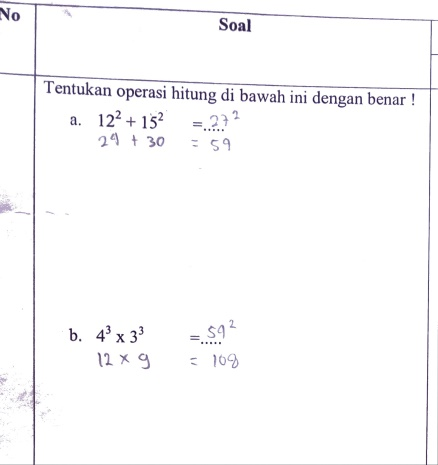 No Soal
Tentukan operasi hitung di bawah ini dengan benar !
a. 12² + 15² =..... 27²
24 + 30 = 59
b. 4³ x 3³ =..... 59²
12 × 9 = 108